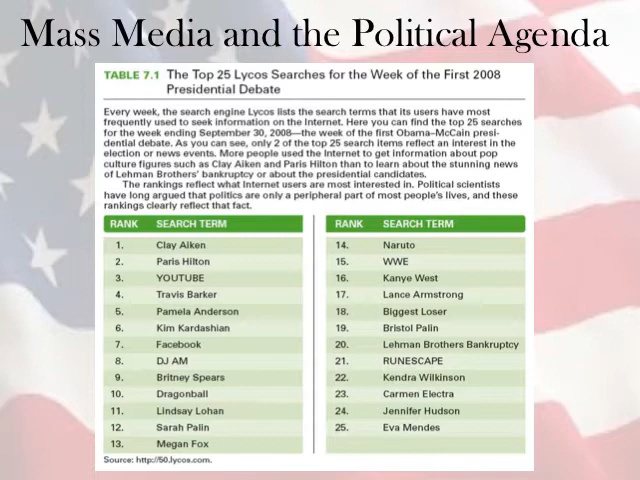 Mass Media and the Political Agenda
TABLE 7.1 The Top 25 Lycos Searches for the Week of the First 2008
Presidential Debate
Every week, the search engine Lycos lists the search terms that its users have most
frequently used to seek information on the Internet. Here you can find the top 25 searches
for the week ending September 30, 2008—the week of the first Obama–McCain presi-
dential debate. As you can see, only 2 of the top 25 search items reflect an interest in the
election or news events. More people used the Internet to get information about pop
culture figures such as Clay Aiken and Paris Hilton than to learn about the stunning news
of Lehman Brothers' bankruptcy or about the presidential candidates.
The rankings reflect what Internet users are most interested in. Political scientists
have long argued that politics are only a peripheral part of most people's lives, and these
rankings clearly reflect that fact.
RANK SEARCH TERM
1. Clay Aiken
2. Paris Hilton
3. YOUTUBE
4. Travis Barker
5. Pamela Anderson
6. Kim Kardashian
7. Facebook
8. DJ AM
9. Britney Spears
10. Dragonball
11. Lindsay Lohan
12. Sarah Palin
13. Megan Fox
RANK SEARCH TERM
14. Naruto
15. WWE
16. Kanye West
17. Lance Armstrong
18. Biggest Loser
19. Bristol Palin
20. Lehman Brothers Bankruptcy
21. RUNESCAPE
22. Kendra Wilkinson
23. Carmen Electra
24. Jennifer Hudson
25. Eva Mendes
Source: http://50.lycos.com.